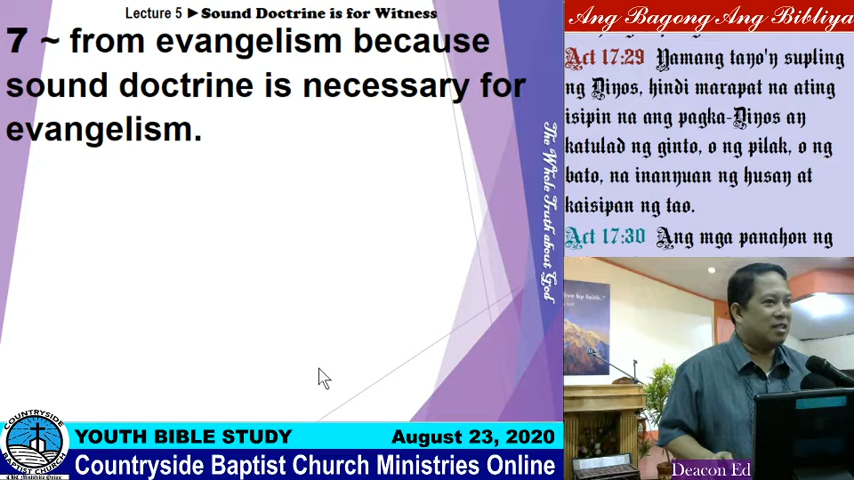 Lecture 5 ►Sound Doctrine is for Witness
7 ~ from evangelism because
sound doctrine is necessary for
evangelism.
The Whole Truth about God
Ang Bagong Ang Bibliya
Act 17:29 Yamang tayo'y supling
ng Diyos, hindi marapat na ating
isipin na ang pagka-Diyos ay
katulad ng ginto, o ng pilak, o ng
bato, na inanyuan ng husay at
kaisipan ng tao.
Act 17:30 Ang mga panahon ng
live by faith."
Deacon Ed
COUNTRYSIDE
BAPTIST CHURCH
YOUTH BIBLE STUDY
August 23, 2020
Countryside Baptist Church Ministries Online